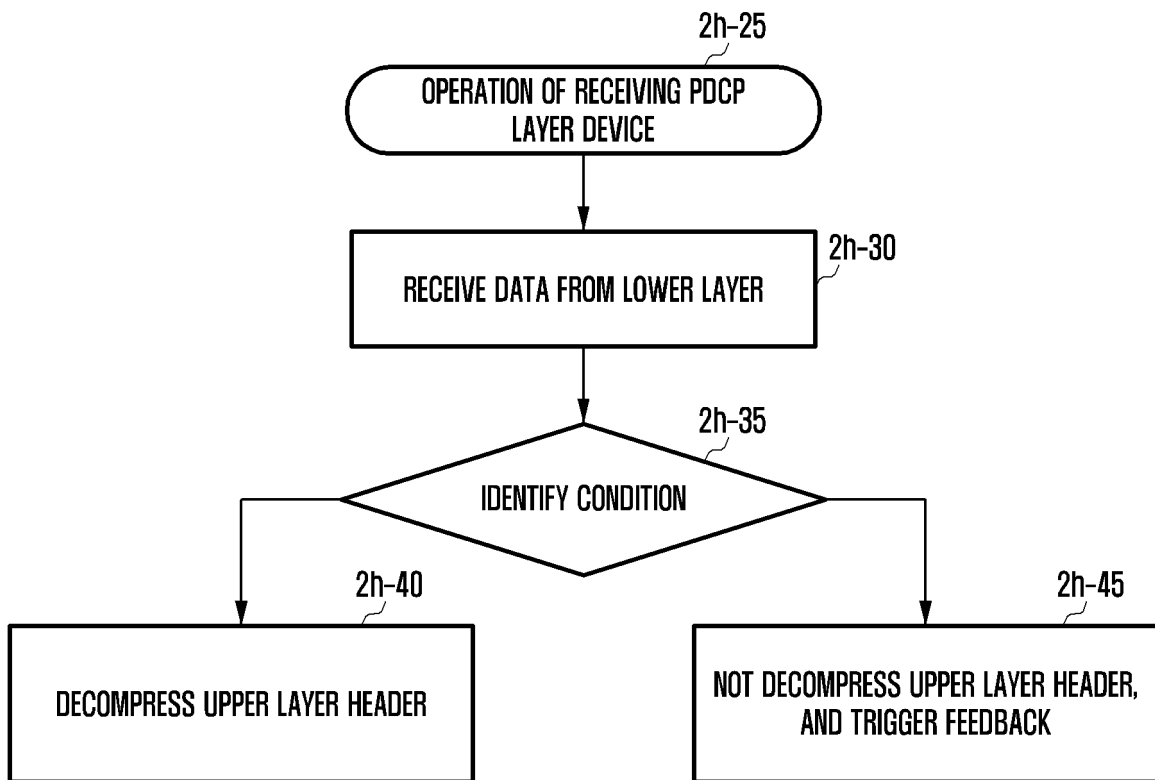 2h-25
OPERATION OF RECEIVING PDCP
LAYER DEVICE
2h-30
RECEIVE DATA FROM LOWER LAYER
2h-35
IDENTIFY CONDITION
2h-40
DECOMPRESS UPPER LAYER HEADER
2h-45
NOT DECOMPRESS UPPER LAYER HEADER,
AND TRIGGER FEEDBACK